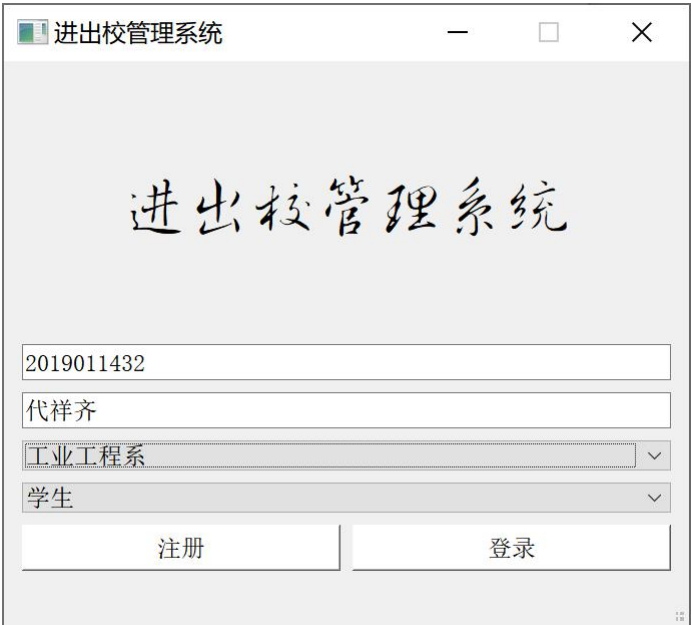 进出校管理系统
进出校管理系统
2019011432
代祥齐
工业工程系
学生
注册
登录